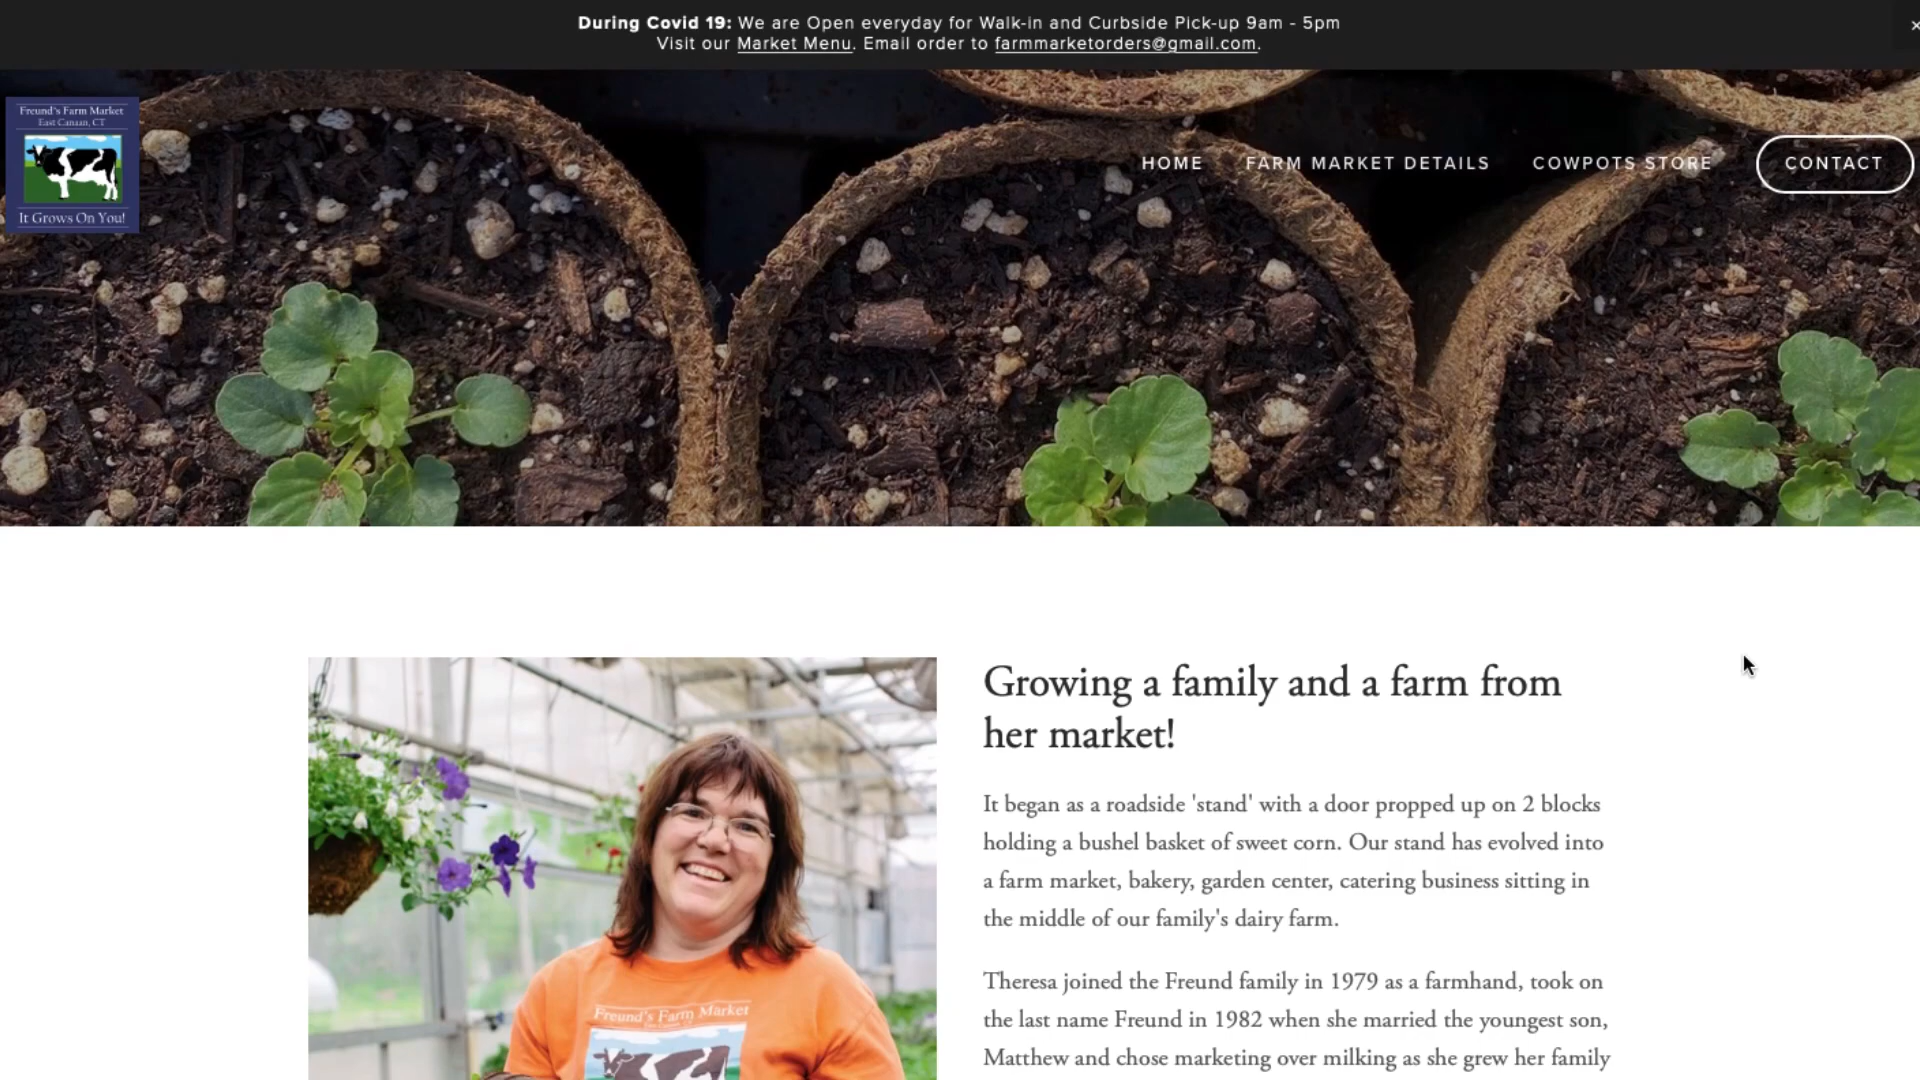 During Covid 19: We are Open everyday for Walk-in and Curbside Pick-up 9am - 5pm
Visit our Market Menu. Email order to farmmarketorders@gmail.com.
Freund's Farm Market
East Canaan, CT
It Grows On You!
HOME FARM MARKET DETAILS COWPOTS STORE CONTACT
Growing a family and a farm from
her market!
It began as a roadside 'stand' with a door propped up on 2 blocks
holding a bushel basket of sweet corn. Our stand has evolved into
a farm market, bakery, garden center, catering business sitting in
the middle of our family's dairy farm.
Theresa joined the Freund family in 1979 as a farmhand, took on
the last name Freund in 1982 when she married the youngest son,
Matthew and chose marketing over milking as she grew her family
Freund's Farm Market
East Canaan, CT